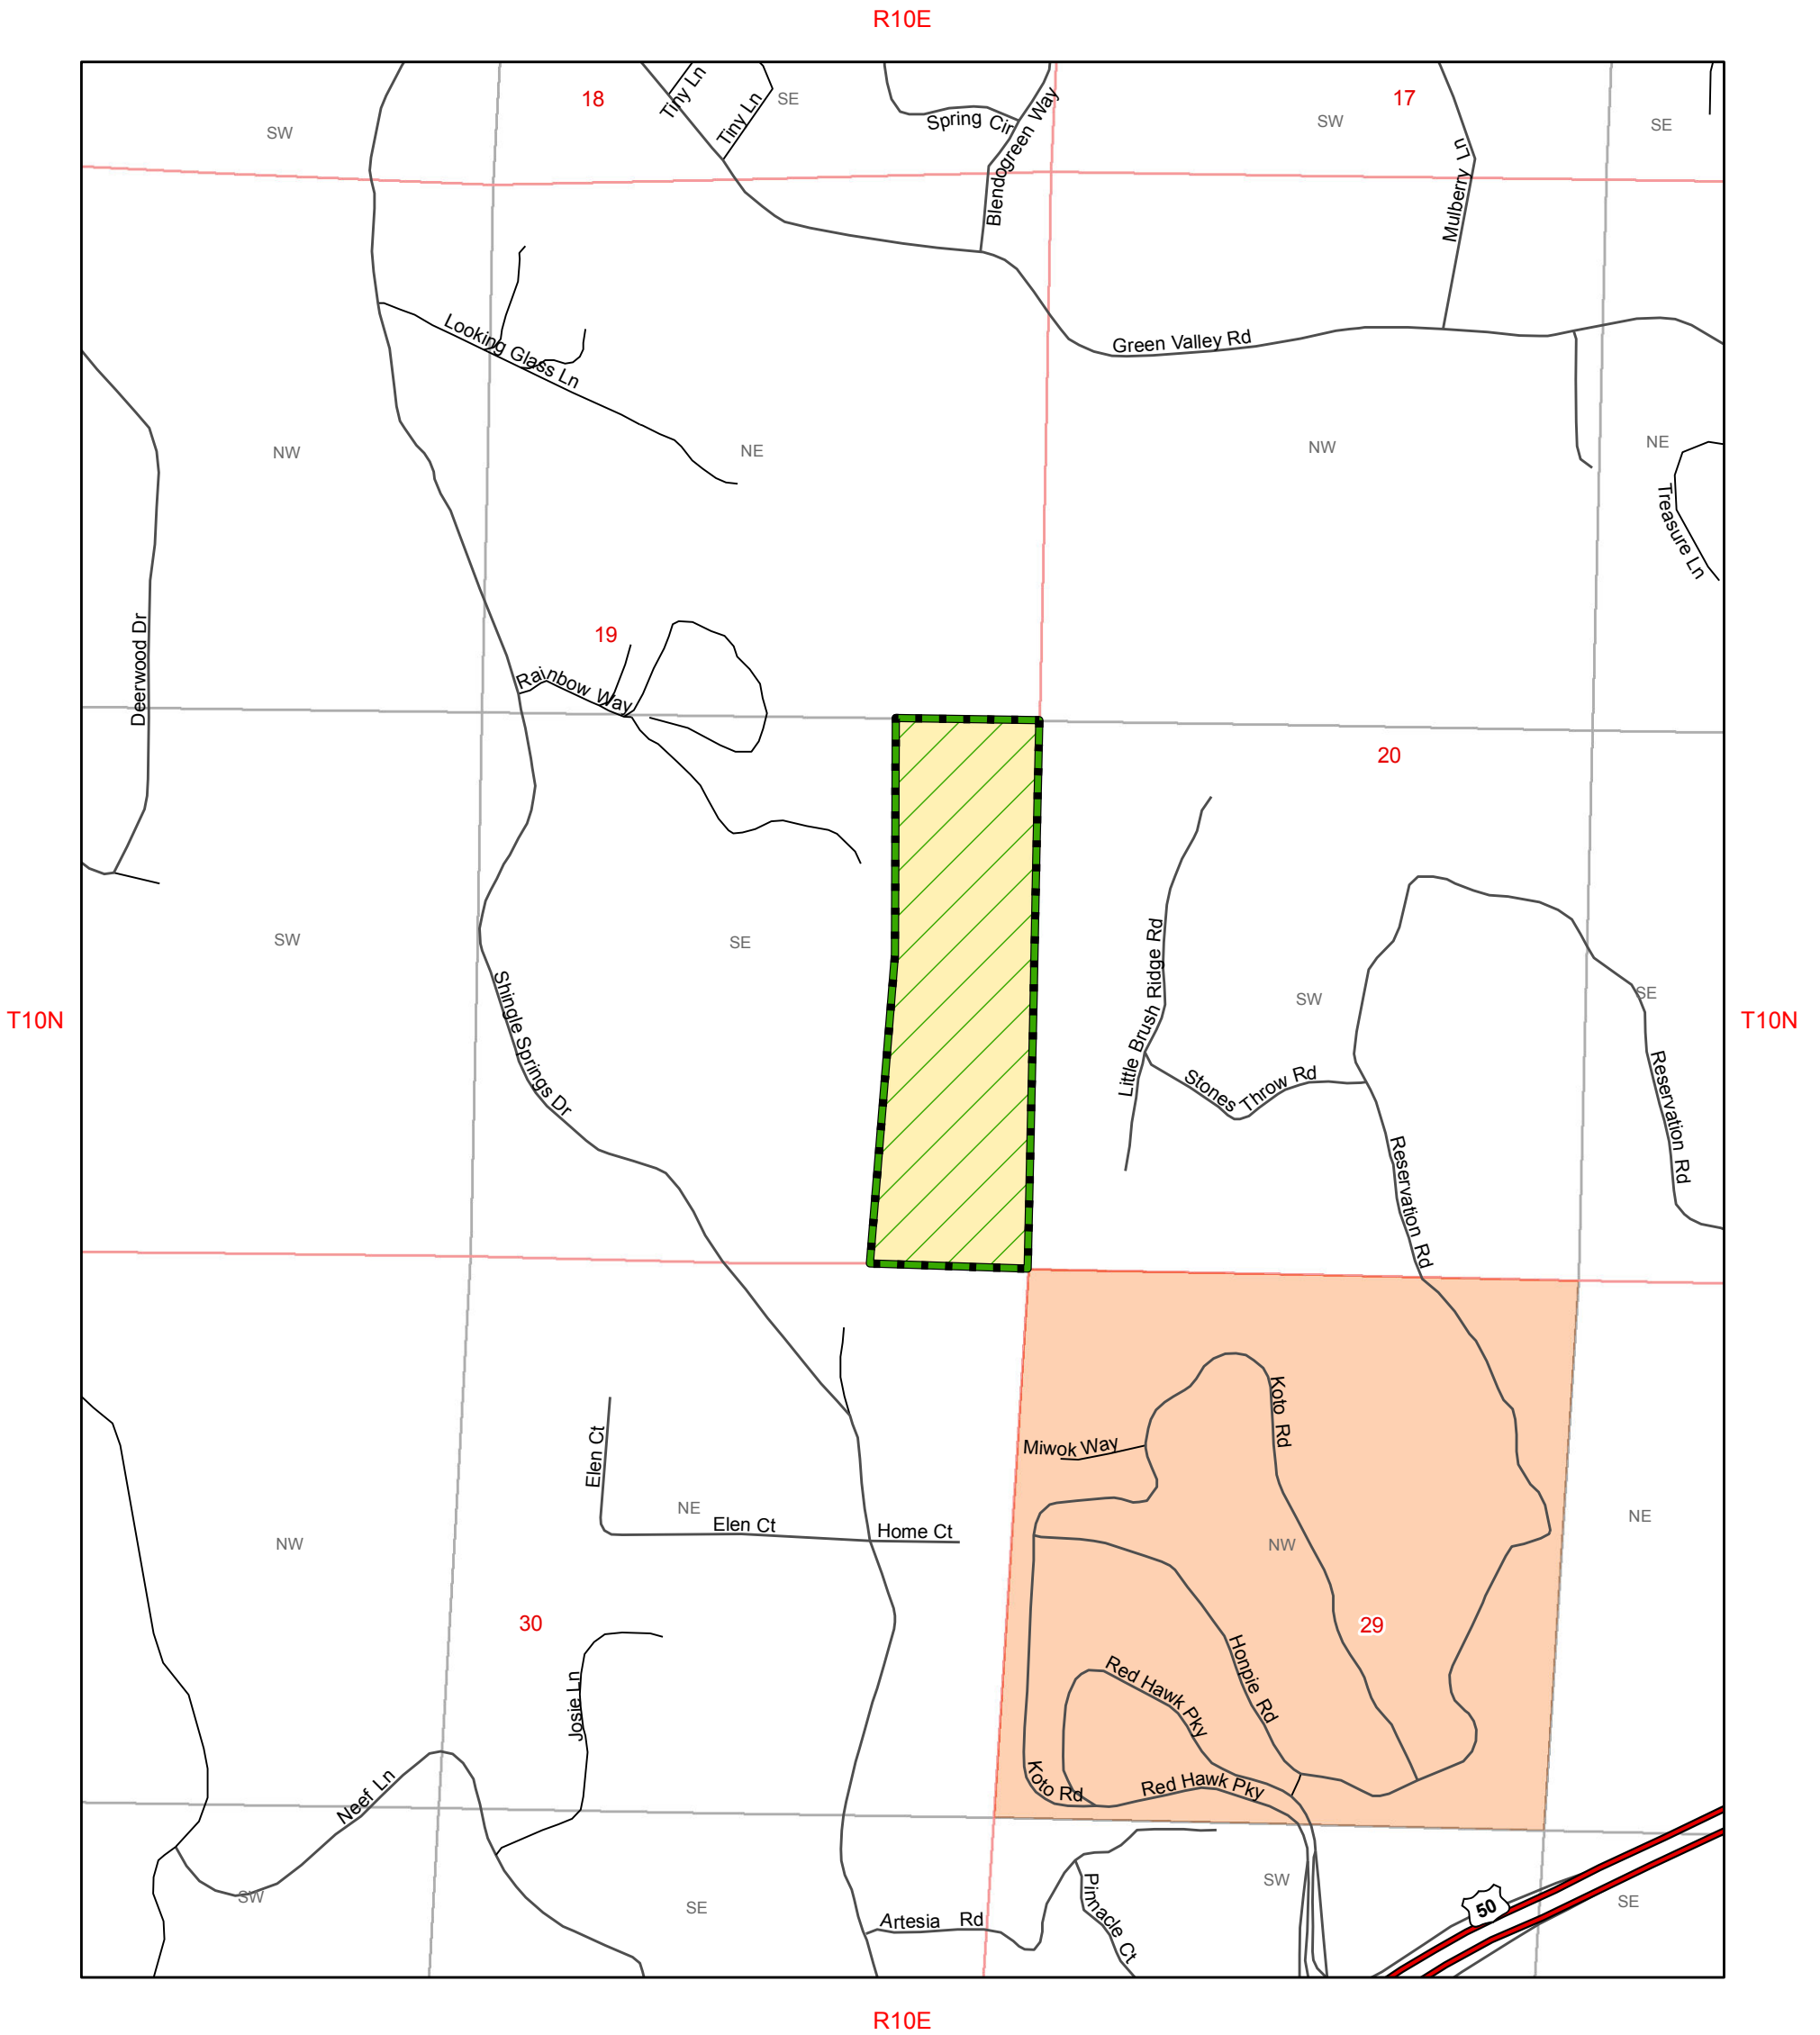 R10E
18
17
Tiny Ln
Tiny Ln
SE
SW
Spring Cir
Blendogreen Way
SW
SE
Mulberry Ln
Looking Glass Ln
Green Valley Rd
NW
NE
NW
NE
Treasure Ln
Deerwood Dr
19
Rainbow Way
20
SW
SE
Little Brush Ridge Rd
SW
SE
T10N
T10N
Shingle Springs Dr
Stones Throw Rd
Reservation Rd
Reservation Rd
Koto Rd
Miwok Way
Elen Ct
NE
Elen Ct
Home Ct
NW
NW
NE
30
29
Honpie Rd
Josie Ln
Red Hawk Pky
Koto Rd
Red Hawk Pky
Neef Ln
SW
SE
Artesia Rd
Pinnacle Ct
SW
50
SE
R10E